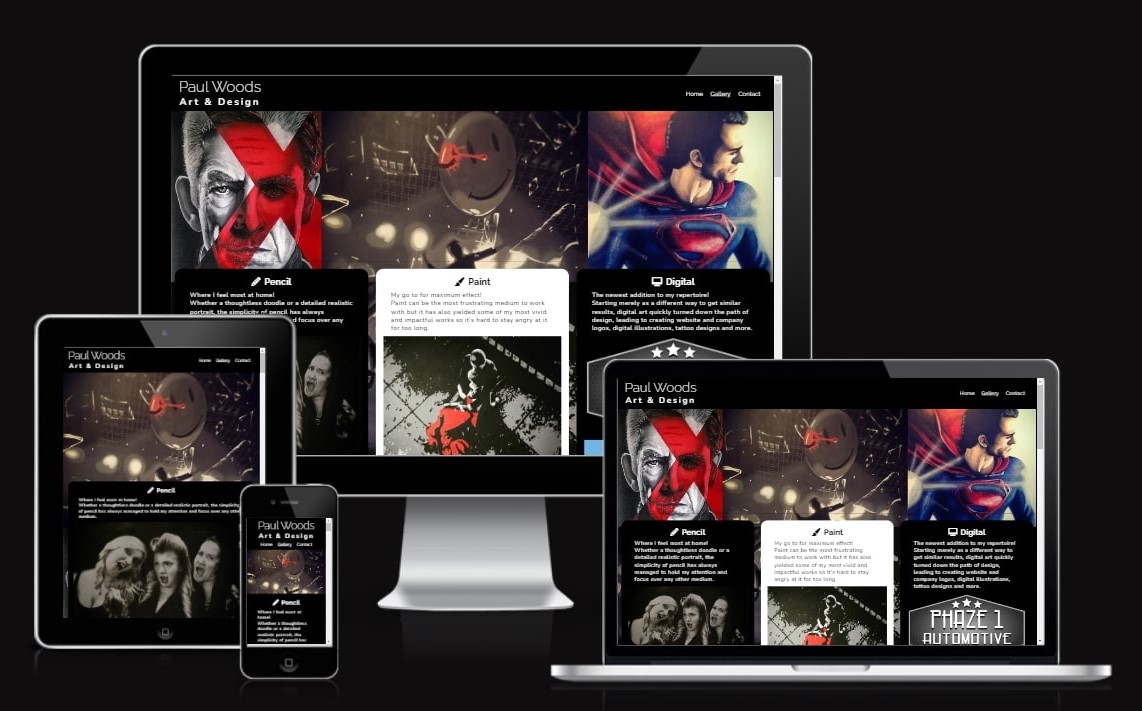 Paul Woods
Art & Design
Home Gallery Contact
Pencil
Where I feel most at home!
Whether a thoughtless doodle or a detailed realistic
portrait, the simplicity of pencil has always
d focus over any
Paint
My go to for maximum effect!
Paint can be the most frustrating medium to work
with but it has also yielded some of my most vivid
and impactful works so it's hard to stay angry at it
for too long.
Digital
The newest addition to my repertoire!
Starting merely as a different way to get similar
results, digital art quickly turned down the path of
design, leading to creating website and company
logos, digital illustrations, tattoo designs and more.
Paul Woods
Art & Design
Home Gallery Contact
Pencil
Where I feel most at home!
Whether a thoughtless doodle or a detailed realistic portrait, the simplicity
of pencil has always managed to hold my attention and focus over any othe
medium.
Paul Woods
Art & Design
Home Gallery Contact
Pencil
Where I feel most at
home!
Whether a thoughtless
doodle or a detailed
realistic portrait, the
simplicity of pencil has
Paul Woods
Art & Design
Home Gallery Contact
Pencil
Where I feel most at home!
Whether a thoughtless doodle or a
detailed realistic portrait, the
simplicity of pencil has always
managed to hold my attention and
focus over any other medium.
Paint
My go to for maximum effect!
Paint can be the most frustrating
medium to work with but it has also
yielded some of my most vivid and
impactful works so it's hard to stay
angry at it for too long.
Digital
The newest addition to my repertoire!
Starting merely as a different way to
get similar results, digital art quickly
turned down the path of design,
leading to creating website and
company logos, digital illustrations,
tattoo designs and more.
PHAZE 1
AUTOMOTIVE